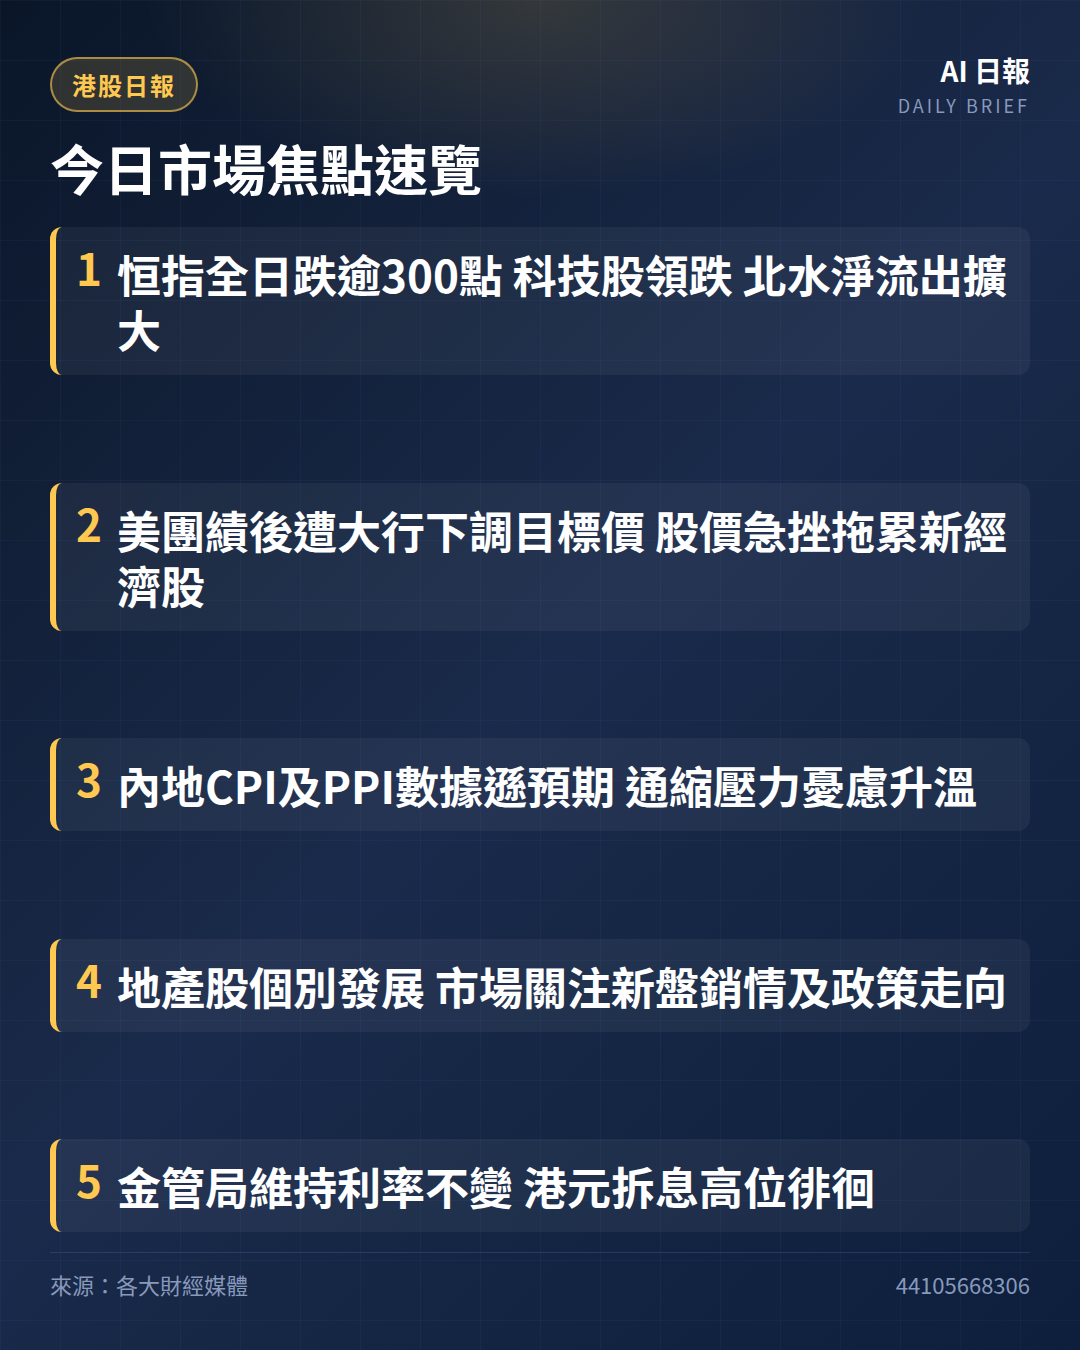 港股日報
AI 日報
DAILY BRIEF
今日市場焦點速覽
1 恒指全日跌逾300點 科技股領跌 北水淨流出擴
大
2 美團績後遭大行下調目標價 股價急挫拖累新經
濟股
3 內地CPI及PPI數據遜預期 通縮壓力憂慮升溫
4 地產股個別發展 市場關注新盤銷情及政策走向
5 金管局維持利率不變 港元拆息高位徘徊
來源：各大財經媒體
44105668306